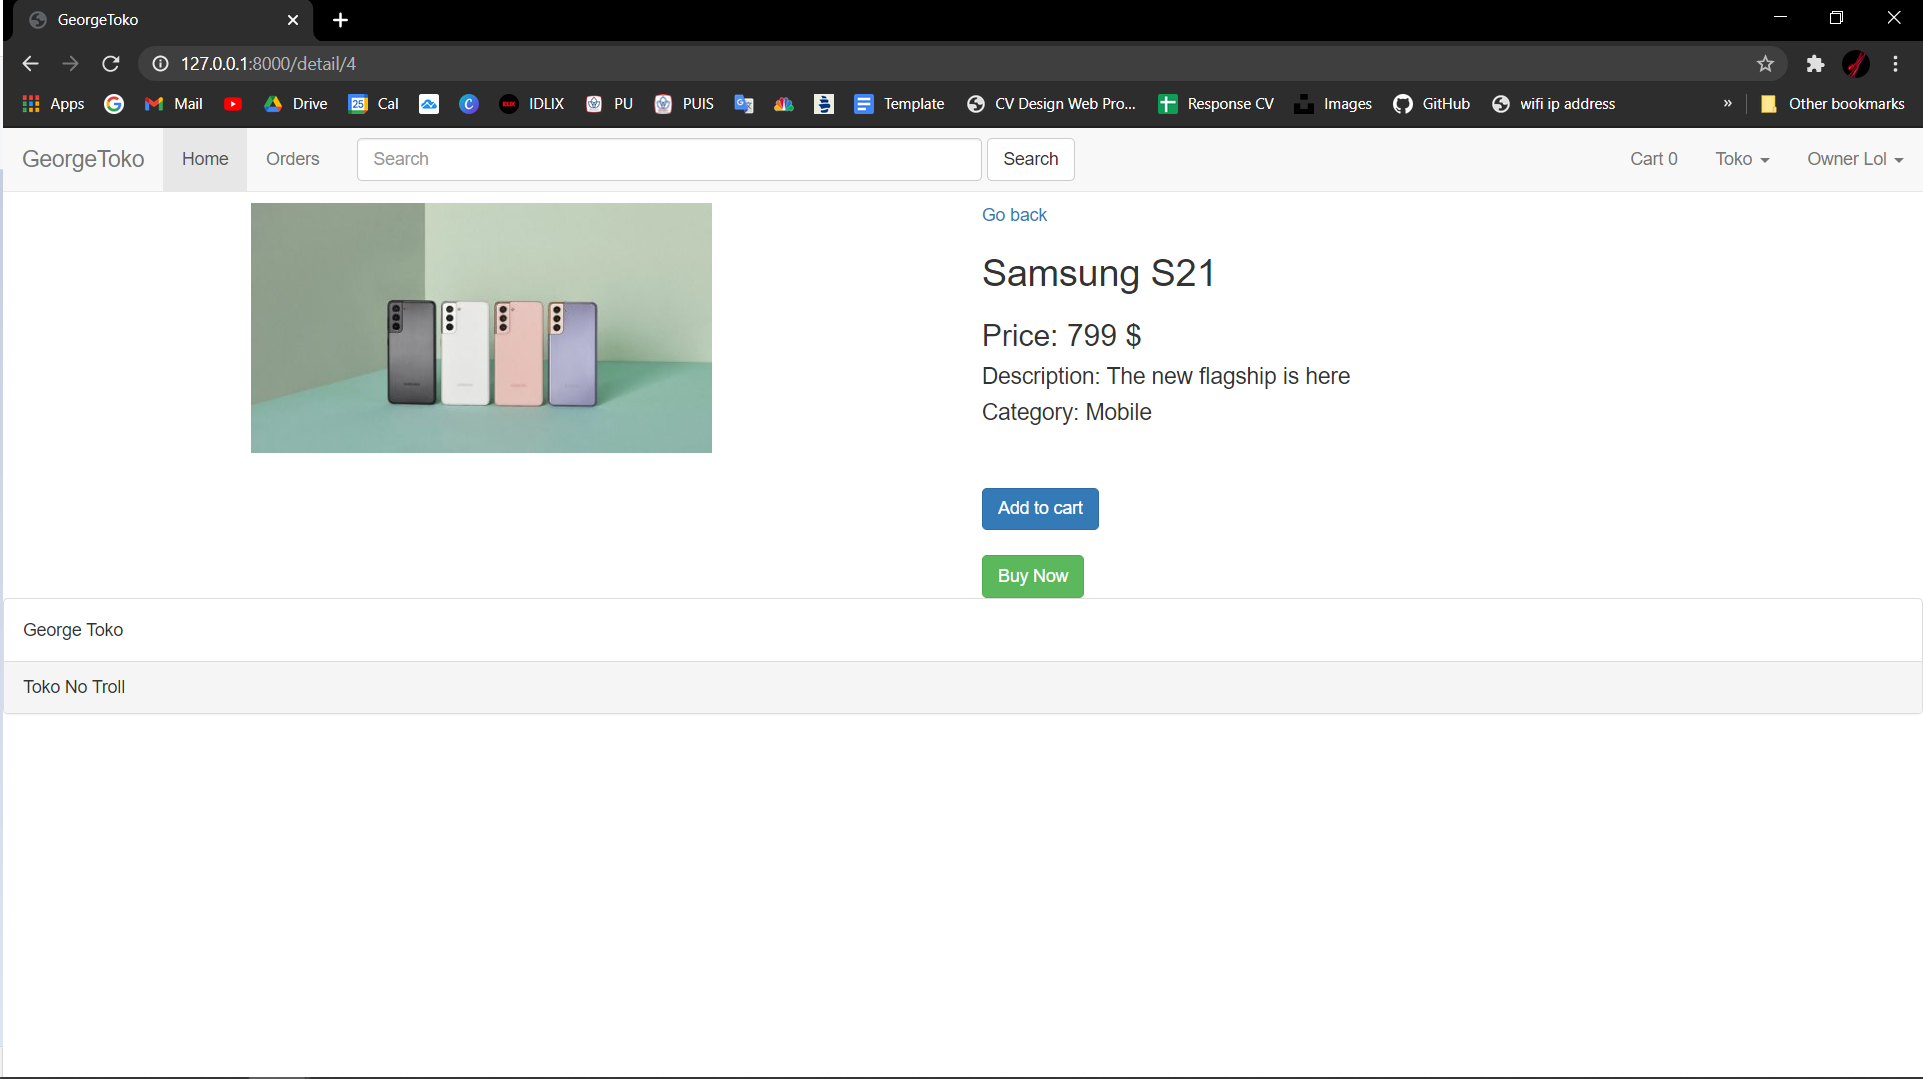 GeorgeToko
127.0.0.1:8000/detail/4
Apps Mail Drive 25 Cal IDLIX PU PUIS Template CV Design Web Pro... Response CV Images GitHub wifi ip address » Other bookmarks
GeorgeToko Home Orders Search Search Cart 0 Toko Owner Lol
Go back
Samsung S21
Price: 799 $
Description: The new flagship is here
Category: Mobile
Add to cart
Buy Now
George Toko
Toko No Troll